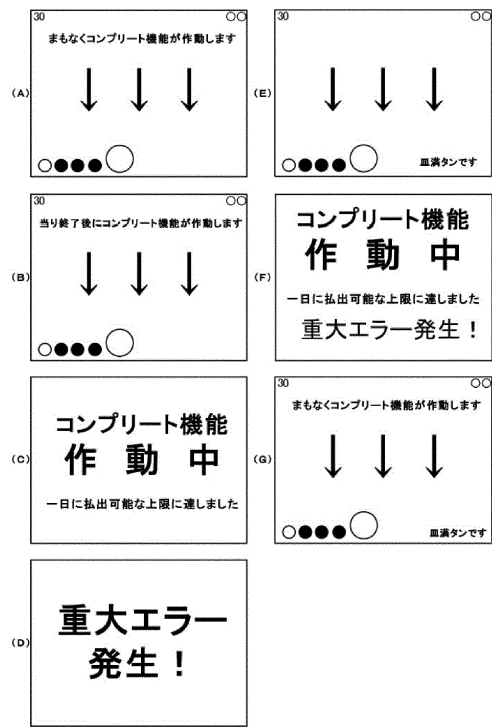 (A)
30
まもなくコンプリート機能が作動します
(B)
30
当り終了後にコンプリート機能が作動します
(C)
コンプリート機能
作動中
一日に払出可能な上限に達しました
(D)
重大エラー
発生！
(E)
30
皿満タンです
(F)
コンプリート機能
作動中
一日に払出可能な上限に達しました
重大エラー発生！
(G)
30
まもなくコンプリート機能が作動します
皿満タンです